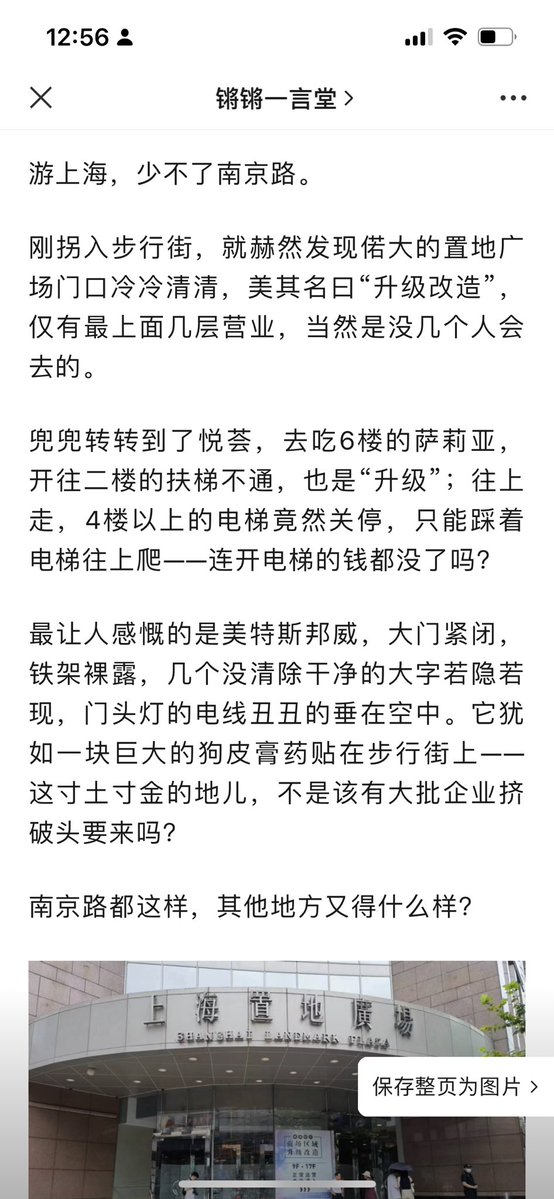 12:56
锵锵一言堂
游上海，少不了南京路。
刚拐入步行街，就赫然发现偌大的置地广
场门口冷冷清清，美其名曰“升级改造”，
仅有最上面几层营业，当然是没几个人会
去的。
兜兜转转到了悦荟，去吃6楼的萨莉亚，
开往二楼的扶梯不通，也是“升级”；往上
走，4楼以上的电梯竟然关停，只能踩着
电梯往上爬——连开电梯的钱都没了吗？
最让人感慨的是美特斯邦威，大门紧闭，
铁架裸露，几个没清除干净的大字若隐若
现，门头灯的电线丑丑的垂在空中。它犹
如一块巨大的狗皮膏药贴在步行街上——
这寸土寸金的地儿，不是该有大批企业挤
破头要来吗？
南京路都这样，其他地方又得什么样？
上海置地廣場
SHANGHAI LANDMARK PLAZA
商场区域
升级改造
1F - 17F
正常运营
保存整页为图片